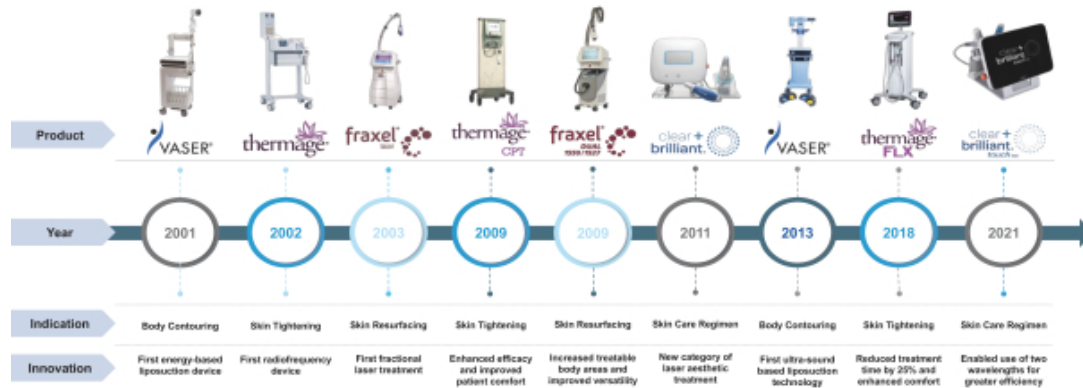 clear+
brilliant
Product
VASER®
thermage®
fraxel®
thermage®
CPT
fraxel®
DUAL
1550/1927
clear+
brilliant®
VASER®
thermage®
FLX
clear+
brilliant®
touch
Year
2001
2002
2003
2009
2009
2011
2013
2018
2021
Indication
Body Contouring
Skin Tightening
Skin Resurfacing
Skin Tightening
Skin Resurfacing
Skin Care Regimen
Body Contouring
Skin Tightening
Skin Care Regimen
Innovation
First energy-based
liposuction device
First radiofrequency
device
First fractional
laser treatment
Enhanced efficacy
and improved
patient comfort
Increased treatable
body areas and
improved versatility
New category of
laser aesthetic
treatment
First ultra-sound
based liposuction
technology
Reduced treatment
time by 25% and
enhanced comfort
Enabled use of two
wavelengths for
greater efficiency